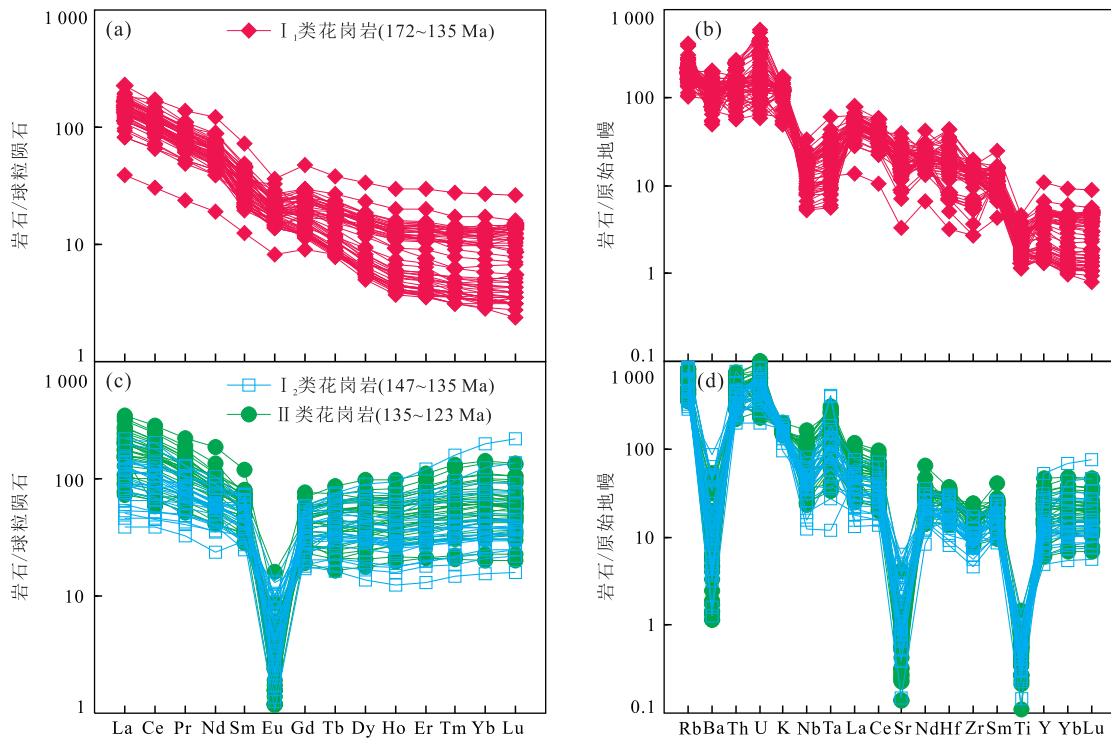 (a)
Ⅰ₁类花岗岩(172~135 Ma)
1 000
100
10
1
岩石/球粒陨石
(b)
1 000
100
10
1
0.1
岩石/原始地幔
(c)
Ⅰ₂类花岗岩(147~135 Ma)
Ⅱ类花岗岩(135~123 Ma)
1 000
100
10
1
岩石/球粒陨石
La Ce Pr Nd Sm Eu Gd Tb Dy Ho Er Tm Yb Lu
(d)
1 000
100
10
1
0.1
岩石/原始地幔
Rb Ba Th U K Nb Ta La Ce Sr Nd Hf Zr Sm Ti Y Yb Lu